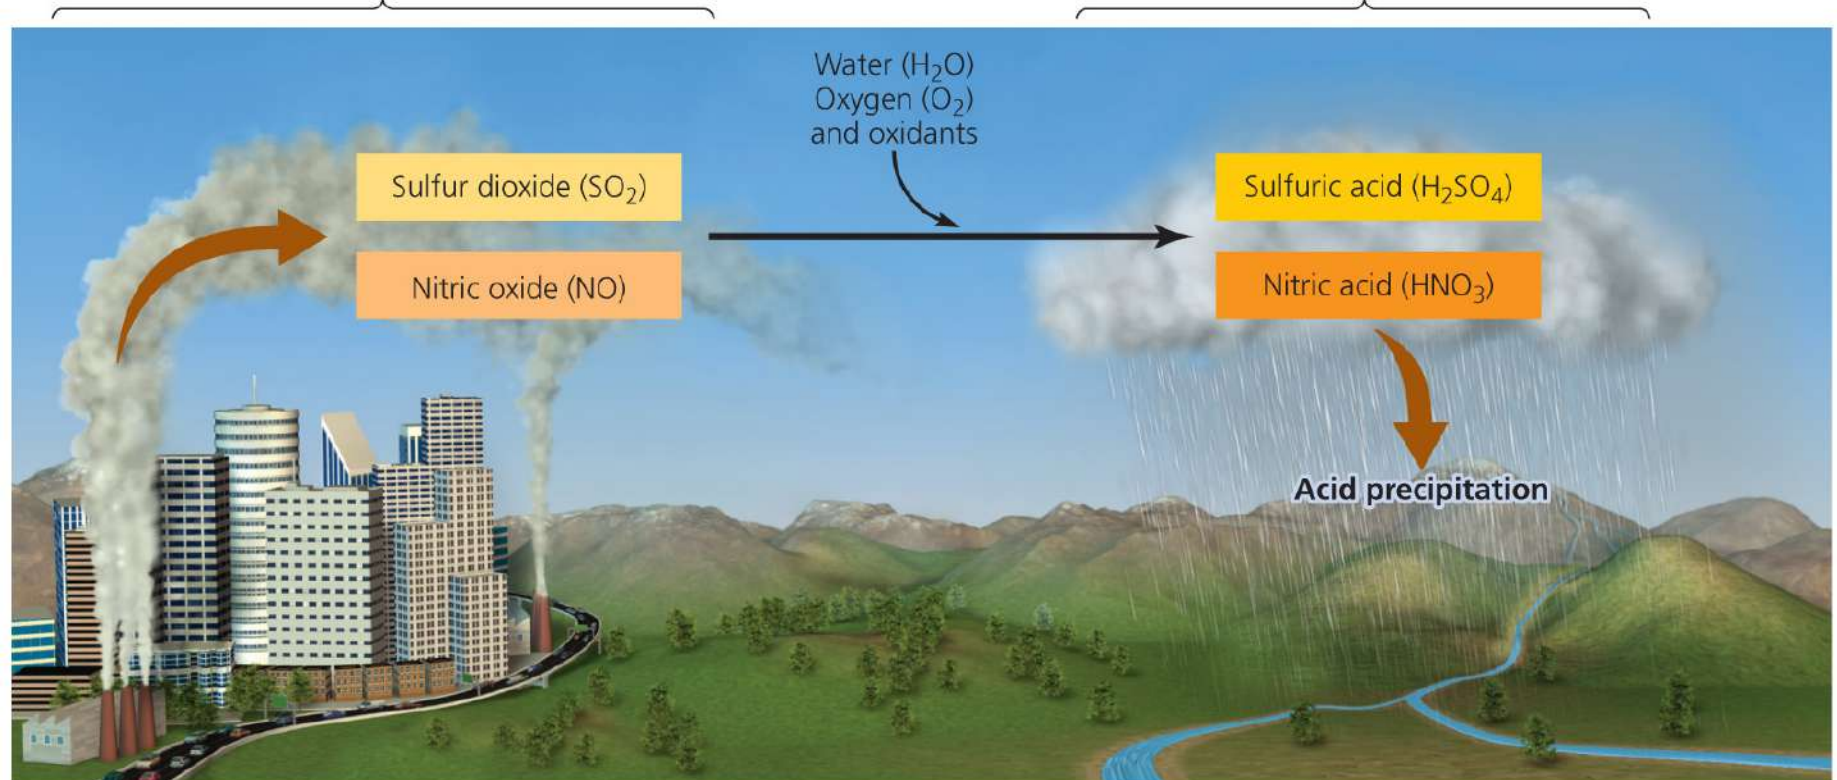 Water (H₂O)
Oxygen (O₂)
and oxidants
Sulfur dioxide (SO₂)
Nitric oxide (NO)
Sulfuric acid (H₂SO₄)
Nitric acid (HNO₃)
Acid precipitation